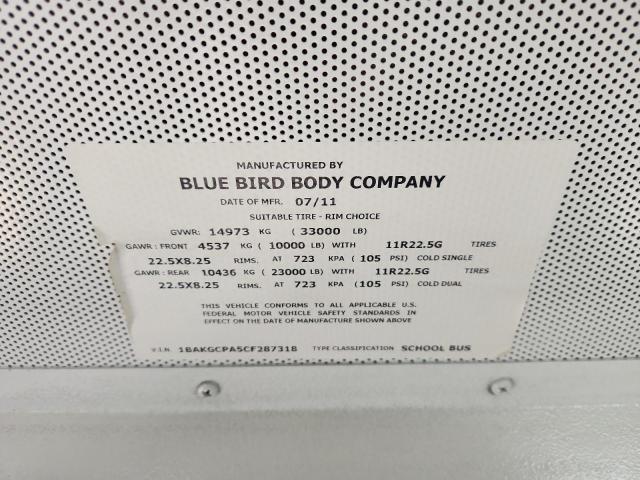 MANUFACTURED BY
BLUE BIRD BODY COMPANY
DATE OF MFR. 07/11
SUITABLE TIRE - RIM CHOICE
GVWR: 14973 KG ( 33000 LB)
GAWR : FRONT 4537 KG ( 10000 LB) WITH 11R22.5G TIRES
22.5X8.25 RIMS. AT 723 KPA ( 105 PSI) COLD SINGLE
GAWR : REAR 10436 KG ( 23000 LB) WITH 11R22.5G TIRES
22.5X8.25 RIMS. AT 723 KPA ( 105 PSI) COLD DUAL
THIS VEHICLE CONFORMS TO ALL APPLICABLE U.S.
FEDERAL MOTOR VEHICLE SAFETY STANDARDS IN
EFFECT ON THE DATE OF MANUFACTURE SHOWN ABOVE
V.I.N. 1BAKGCPA5CF287318 TYPE CLASSIFICATION SCHOOL BUS